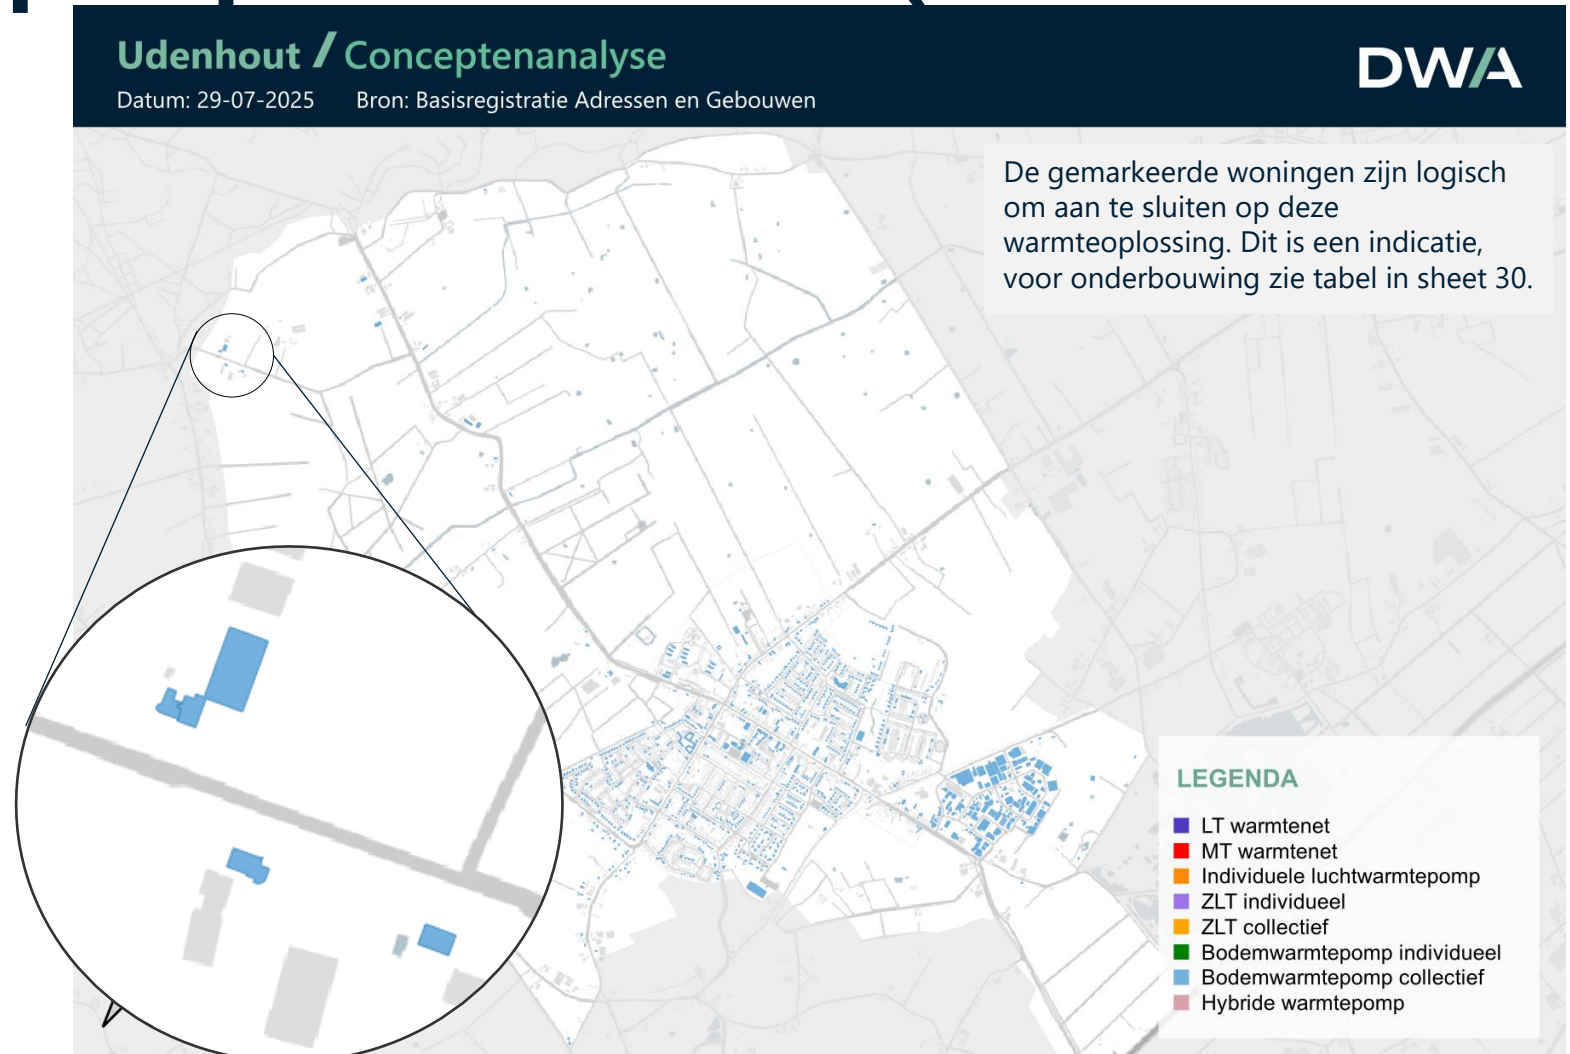 Udenhout / Conceptenanalyse
DWA
Datum: 29-07-2025 Bron: Basisregistratie Adressen en Gebouwen
De gemarkeerde woningen zijn logisch
om aan te sluiten op deze
warmteoplossing. Dit is een indicatie,
voor onderbouwing zie tabel in sheet 30.
LEGENDA
LT warmtenet
MT warmtenet
Individuele luchtwarmtepomp
ZLT individueel
ZLT collectief
Bodemwarmtepomp individueel
Bodemwarmtepomp collectief
Hybride warmtepomp